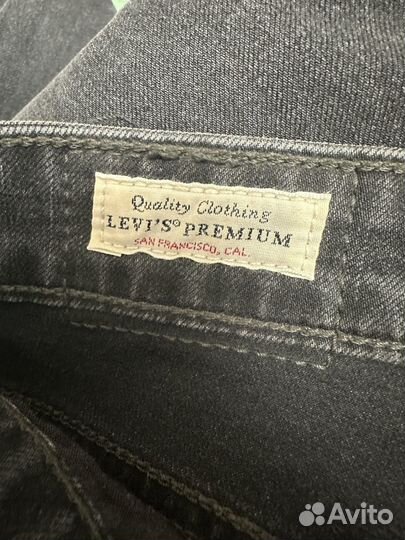 Quality Clothing
LEVI'S® PREMIUM
SAN FRANCISCO, CAL.
Avito